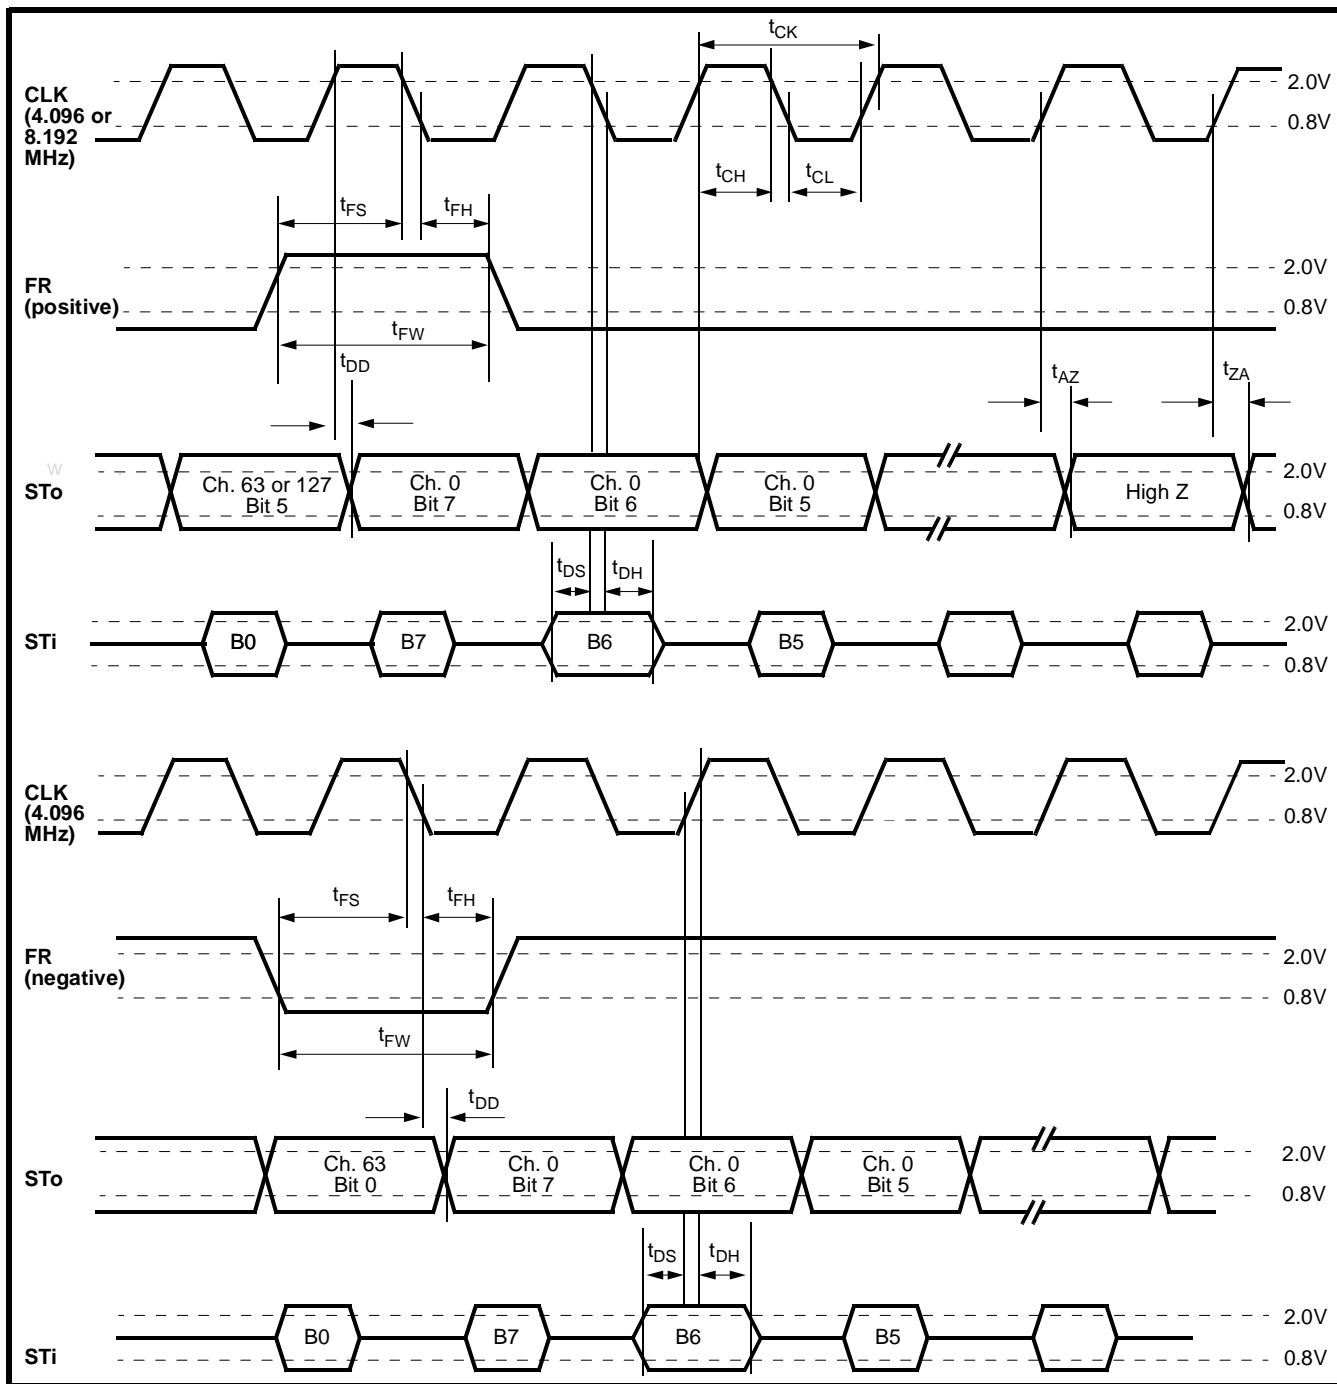 tCK
CLK
(4.096 or
8.192
MHz)
2.0V
0.8V
tCH
tCL
tFS
tFH
FR
(positive)
2.0V
0.8V
tFW
tDD
tAZ
tZA
w
STo
Ch. 63 or 127
Bit 5
Ch. 0
Bit 7
Ch. 0
Bit 6
Ch. 0
Bit 5
High Z
2.0V
0.8V
tDS
tDH
STi
B0
B7
B6
B5
2.0V
0.8V
CLK
(4.096
MHz)
2.0V
0.8V
tFS
tFH
FR
(negative)
2.0V
0.8V
tFW
tDD
STo
Ch. 63
Bit 0
Ch. 0
Bit 7
Ch. 0
Bit 6
Ch. 0
Bit 5
2.0V
0.8V
tDS
tDH
STi
B0
B7
B6
B5
2.0V
0.8V